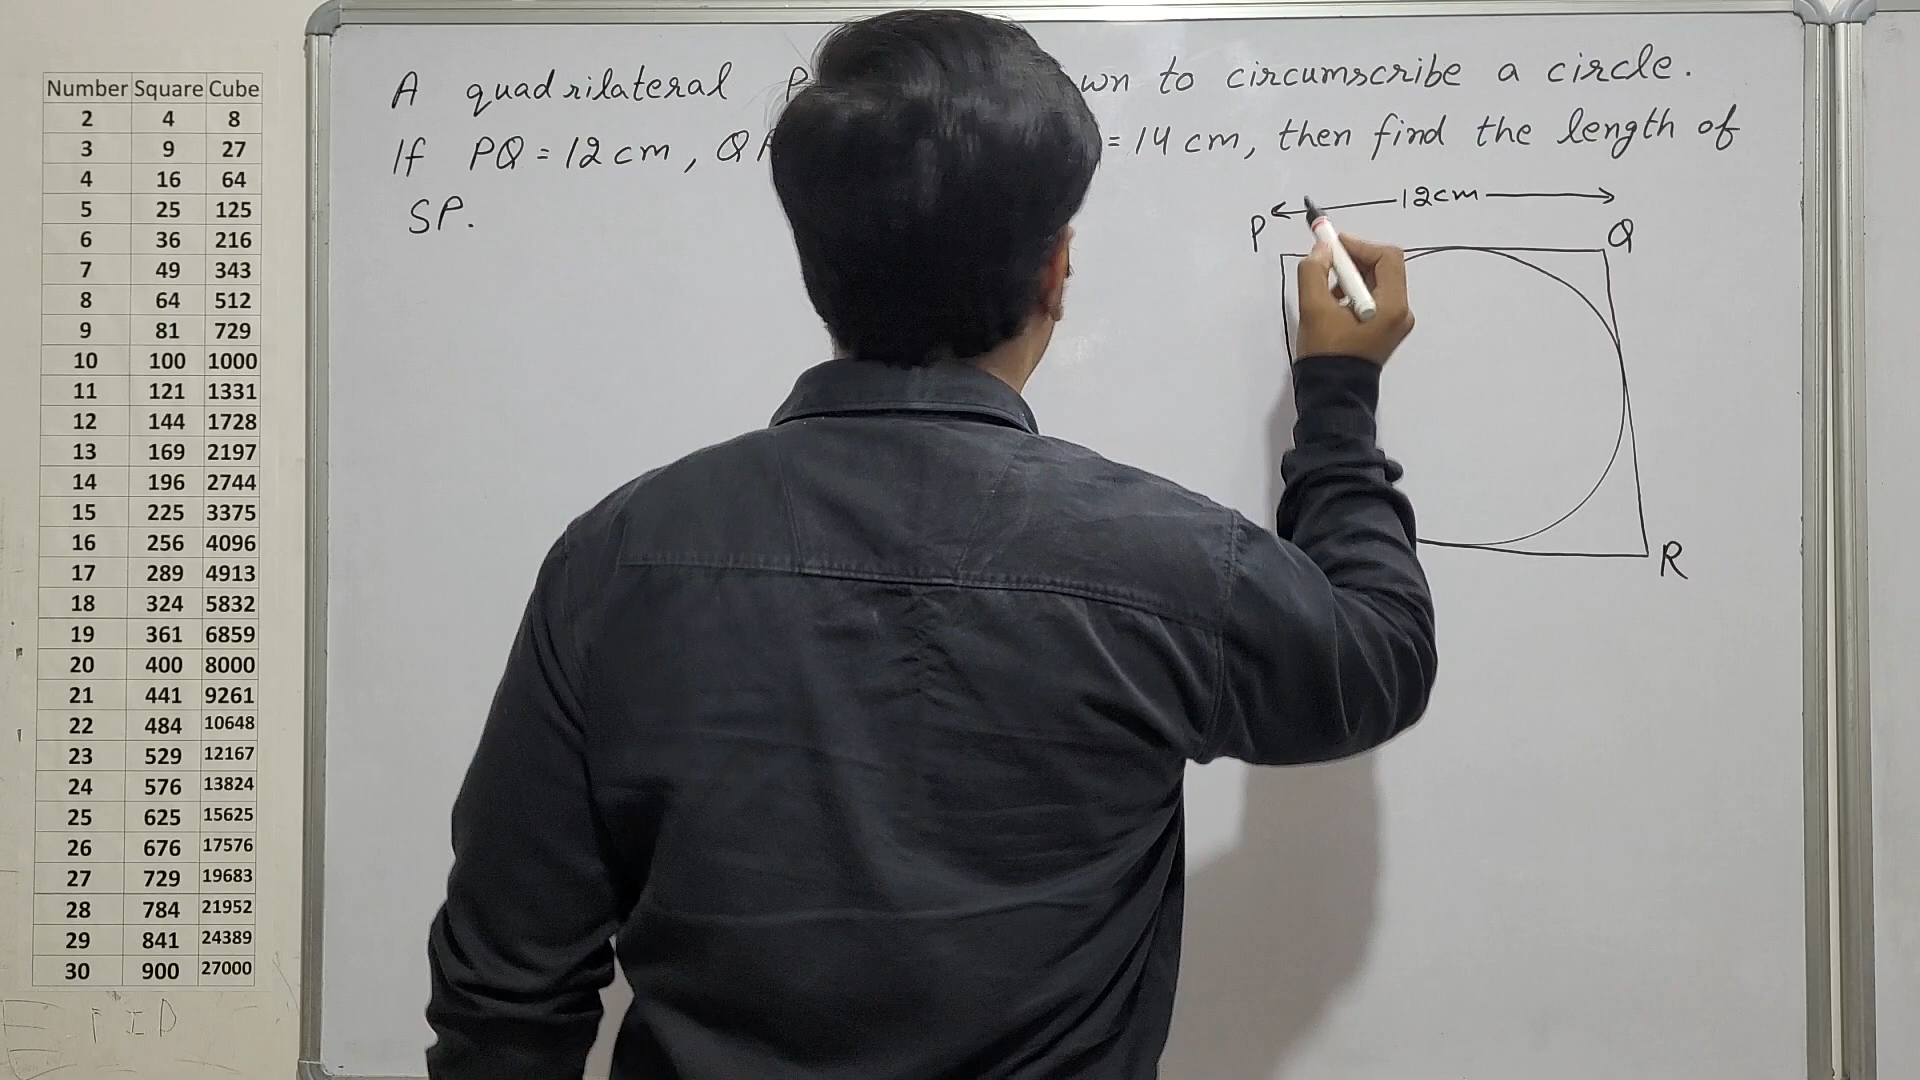 Number Square Cube
2 4 8
3 9 27
4 16 64
5 25 125
6 36 216
7 49 343
8 64 512
9 81 729
10 100 1000
11 121 1331
12 144 1728
13 169 2197
14 196 2744
15 225 3375
16 256 4096
17 289 4913
18 324 5832
19 361 6859
20 400 8000
21 441 9261
22 484 10648
23 529 12167
24 576 13824
25 625 15625
26 676 17576
27 729 19683
28 784 21952
29 841 24389
30 900 27000
A quadrilateral P wn to circumscribe a circle.
If PQ = 12 cm, Q = 14 cm, then find the length of
SP.
12cm
P Q
R